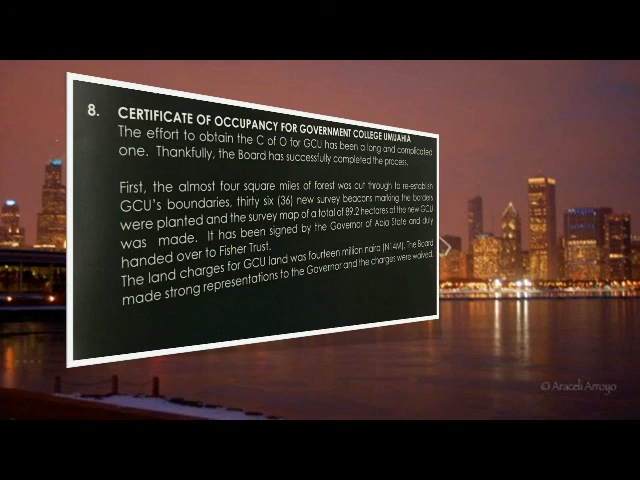 8. CERTIFICATE OF OCCUPANCY FOR GOVERNMENT COLLEGE UMUAHIA
The effort to obtain the C of O for GCU has been a long and complicated
one. Thankfully, the Board has successfully completed the process.
First, the almost four square miles of forest was cut through to re-establish
GCU's boundaries, thirty six (36) new survey beacons marking the borders
were planted and the survey map of a total of 89.2 hectares of the new GCU
was made. It has been signed by the Governor of Abia State and duly
handed over to Fisher Trust.
The land charges for GCU land was fourteen million naira (N14M). The Board
made strong representations to the Governor and the charges were waived.
© Araceli Arroyo